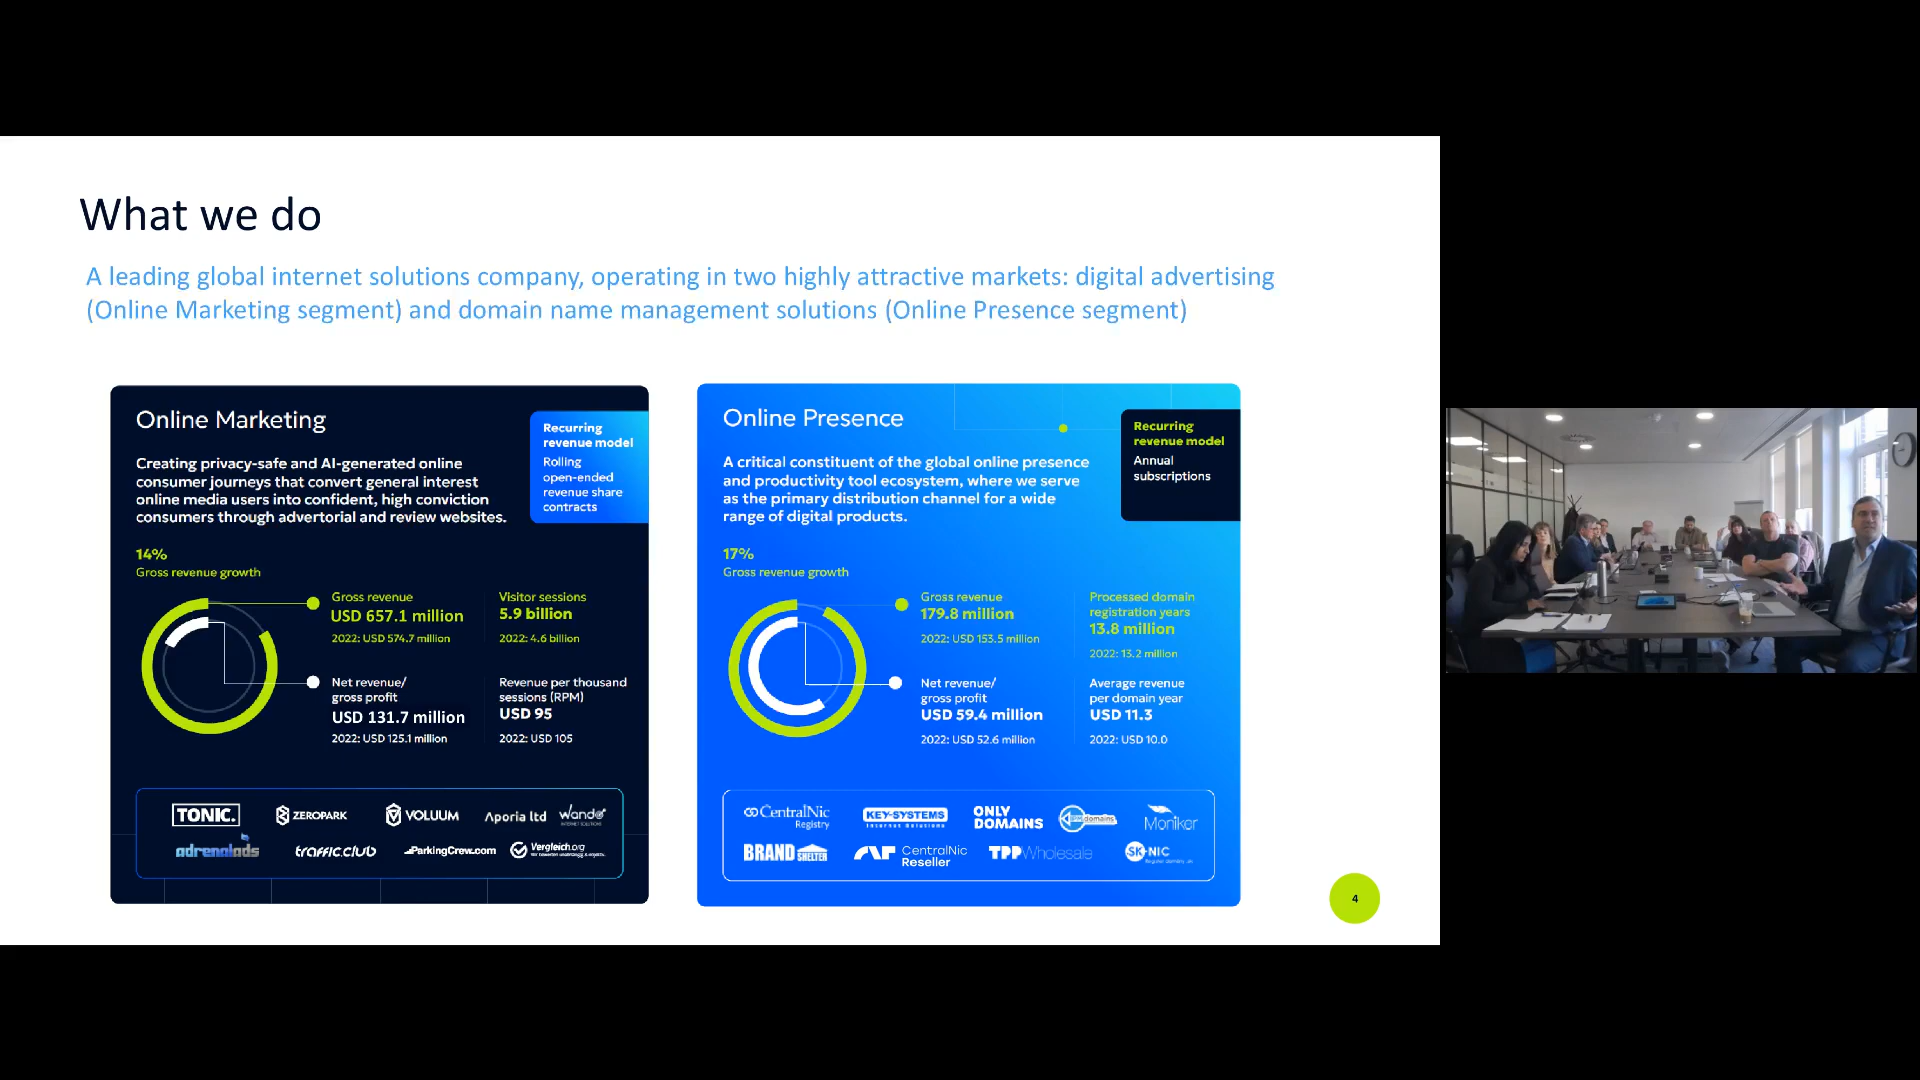 What we do
A leading global internet solutions company, operating in two highly attractive markets: digital advertising
(Online Marketing segment) and domain name management solutions (Online Presence segment)
Online Marketing
Recurring
revenue model
Rolling
open-ended
revenue share
contracts
Creating privacy-safe and AI-generated online
consumer journeys that convert general interest
online media users into confident, high conviction
consumers through advertorial and review websites.
14%
Gross revenue growth
Gross revenue
USD 657.1 million
2022: USD 574.7 million
Visitor sessions
5.9 billion
2022: 4.6 billion
Net revenue/
gross profit
USD 131.7 million
2022: USD 125.1 million
Revenue per thousand
sessions (RPM)
USD 95
2022: USD 105
TONIC.
ZEROPARK
VOLUUM
Aporia ltd
wando
INTERNET SOLUTIONS
adrenalads
traffic.club
ParkingCrew.com
Vergleich.org
Online Presence
Recurring
revenue model
Annual
subscriptions
A critical constituent of the global online presence
and productivity tool ecosystem, where we serve
as the primary distribution channel for a wide
range of digital products.
17%
Gross revenue growth
Gross revenue
179.8 million
2022: USD 153.5 million
Processed domain
registration years
13.8 million
2022: 13.2 million
Net revenue/
gross profit
USD 59.4 million
2022: USD 52.6 million
Average revenue
per domain year
USD 11.3
2022: USD 10.0
CentralNic
Registry
KEY-SYSTEMS
Internet Solutions
ONLY
DOMAINS
domains
Moniker
BRAND SHELTER
CentralNic
Reseller
TPPWholesale
SK-NIC
4